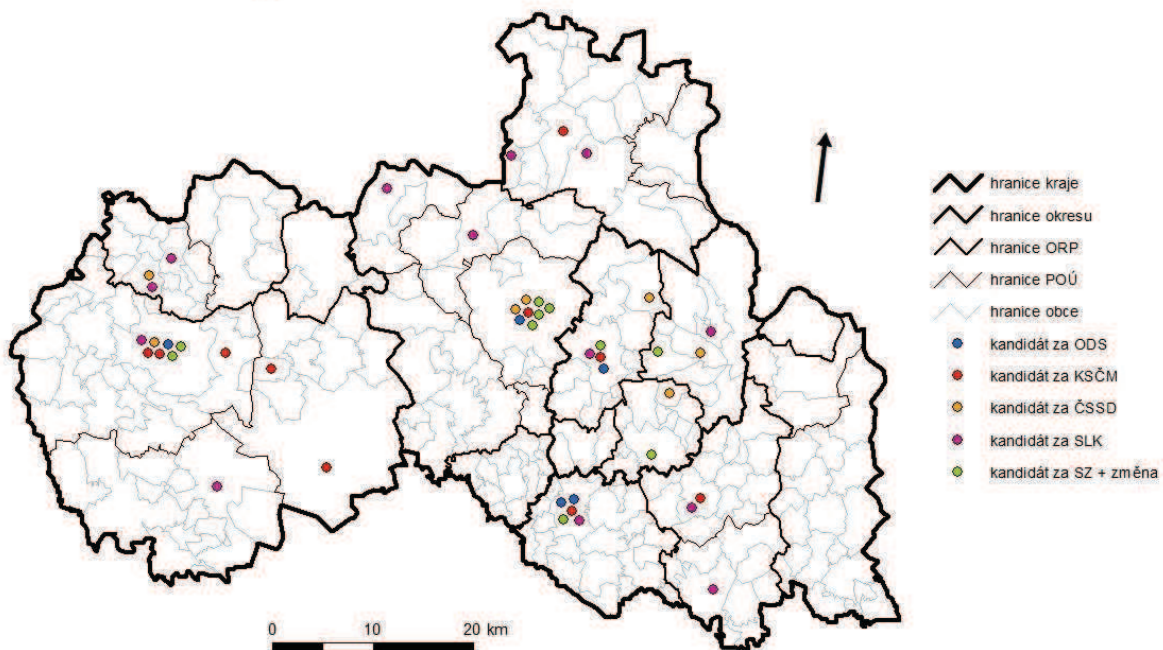 hranice kraje
hranice okresu
hranice ORP
hranice POÚ
hranice obce
kandidát za ODS
kandidát za KSČM
kandidát za ČSSD
kandidát za SLK
kandidát za SZ + změna
0 10 20 km